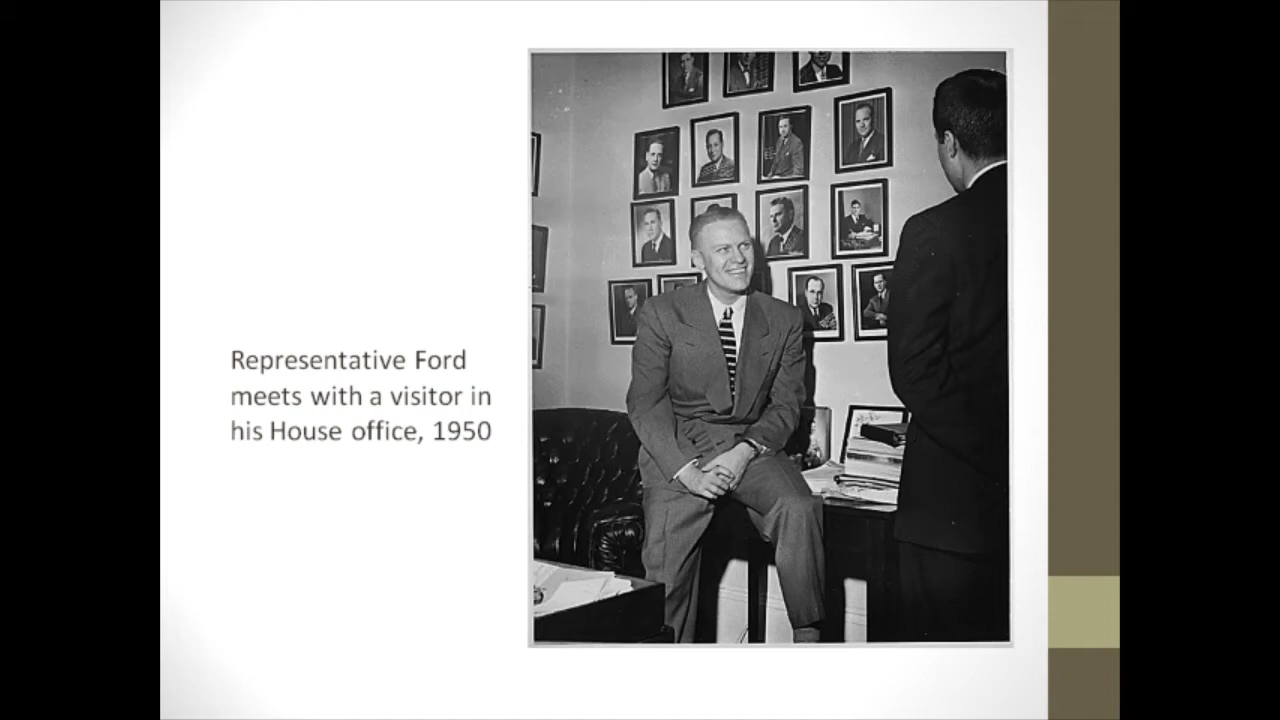 Representative Ford
meets with a visitor in
his House office, 1950